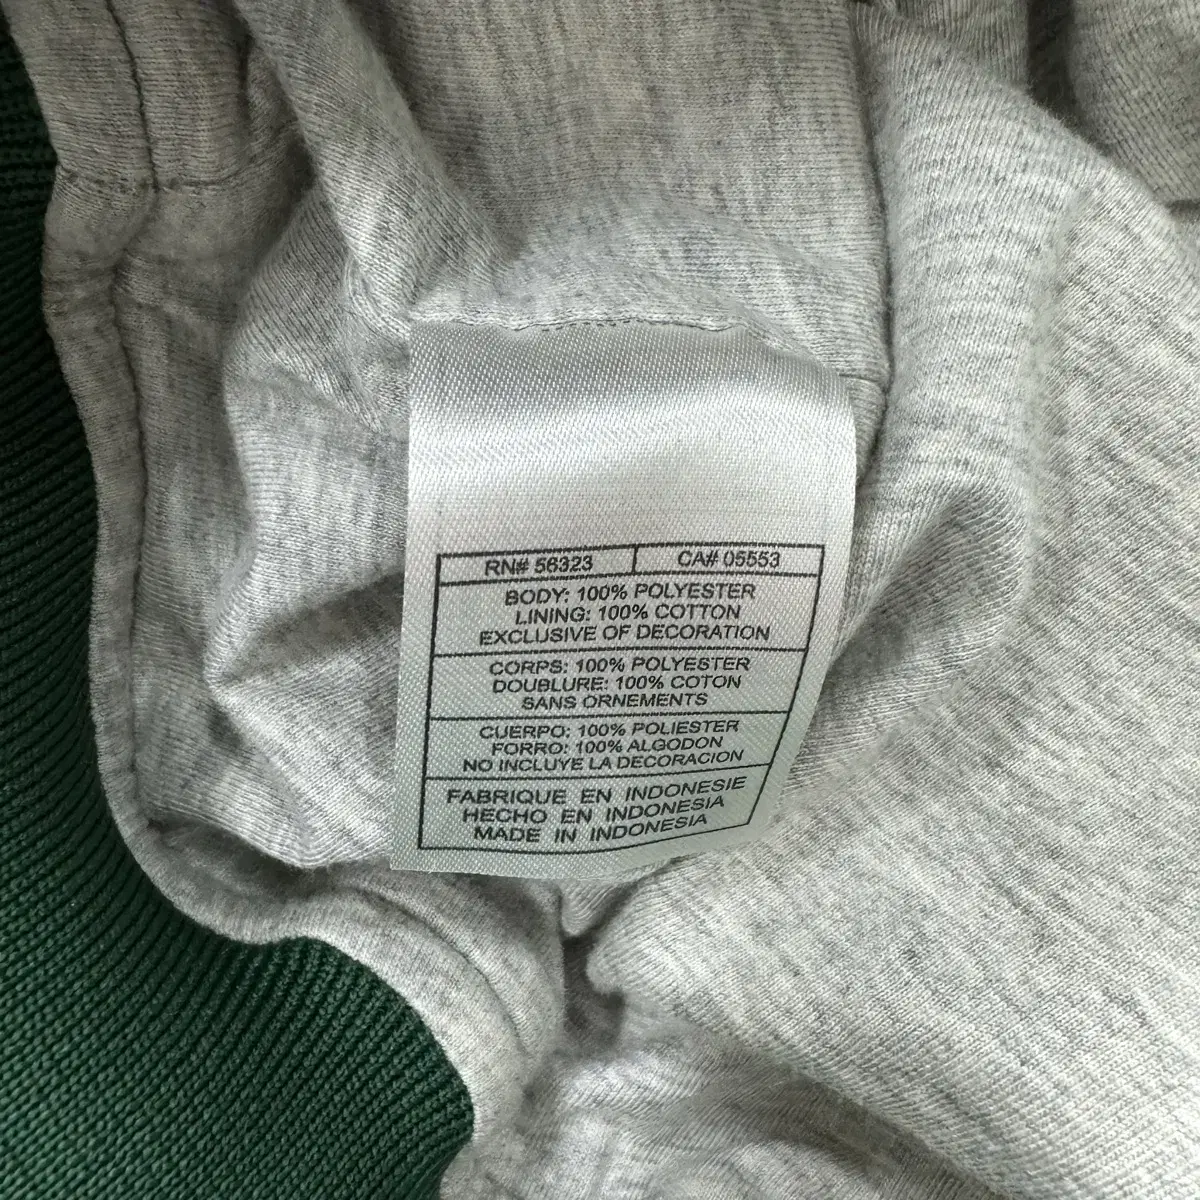 RN# 56323 CA# 05553
BODY: 100% POLYESTER
LINING: 100% COTTON
EXCLUSIVE OF DECORATION
CORPS: 100% POLYESTER
DOUBLURE: 100% COTON
SANS ORNEMENTS
CUERPO: 100% POLIESTER
FORRO: 100% ALGODON
NO INCLUYE LA DECORACION
FABRIQUE EN INDONESIE
HECHO EN INDONESIA
MADE IN INDONESIA